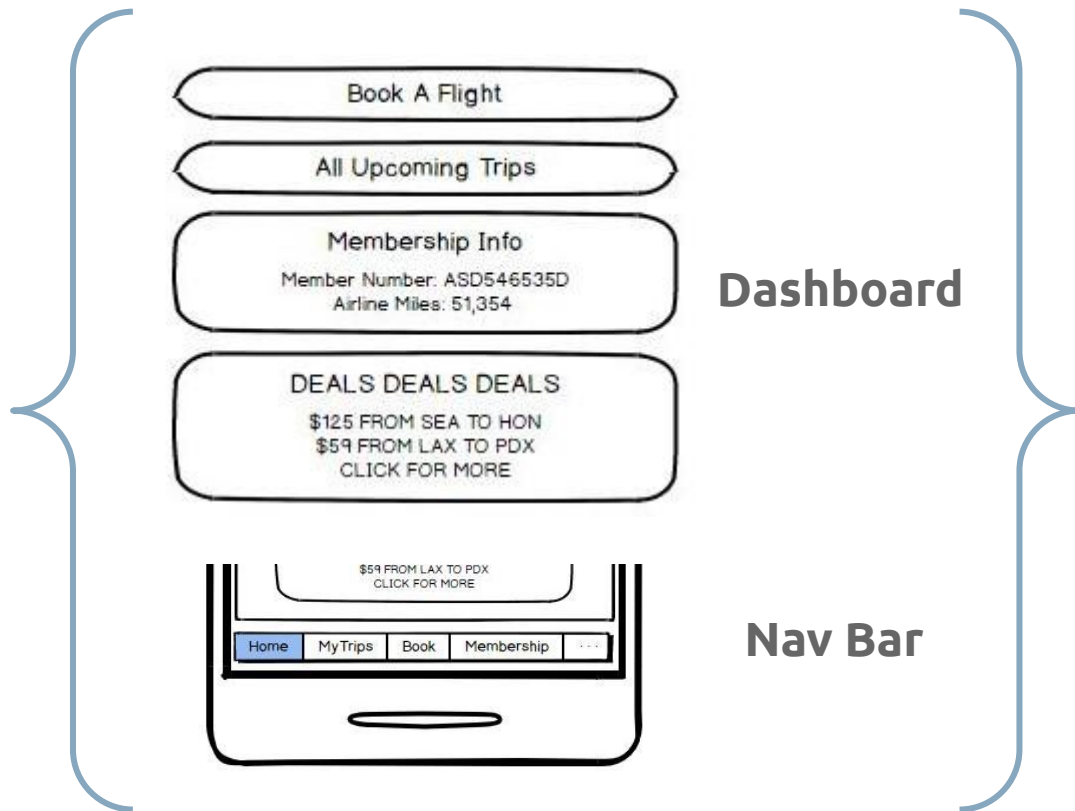 Book A Flight
All Upcoming Trips
Membership Info
Member Number: ASD546535D
Airline Miles: 51,354
Dashboard
DEALS DEALS DEALS
$125 FROM SEA TO HON
$59 FROM LAX TO PDX
CLICK FOR MORE
$59 FROM LAX TO PDX
CLICK FOR MORE
Home MyTrips Book Membership ...
Nav Bar